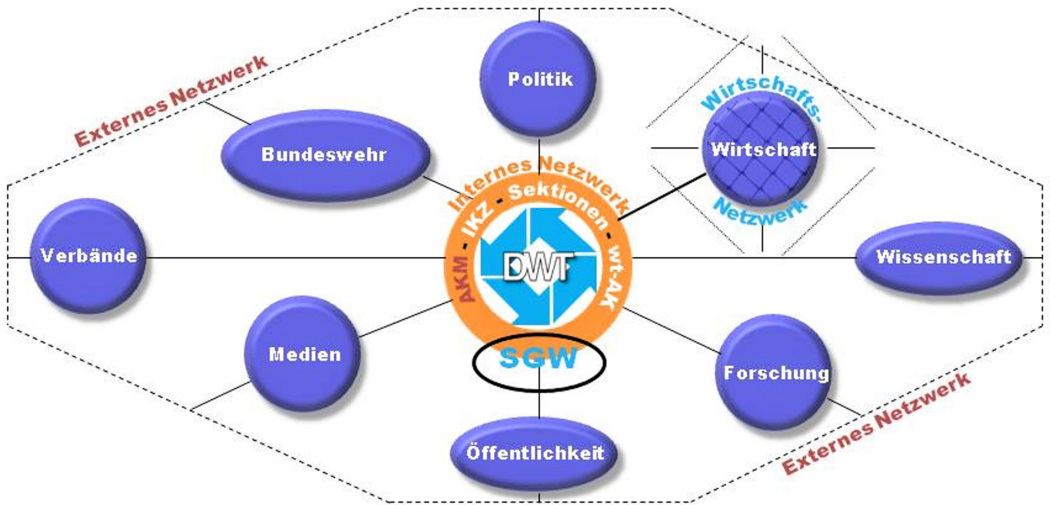 Externes Netzwerk
Politik
Wirtschafts-
Wirtschaft
Netzwerk
Bundeswehr
Internes Netzwerk
AKM - IKZ - Sektionen - wt-AK
DWT
SGW
Verbände
Wissenschaft
Medien
Forschung
Öffentlichkeit
Externes Netzwerk